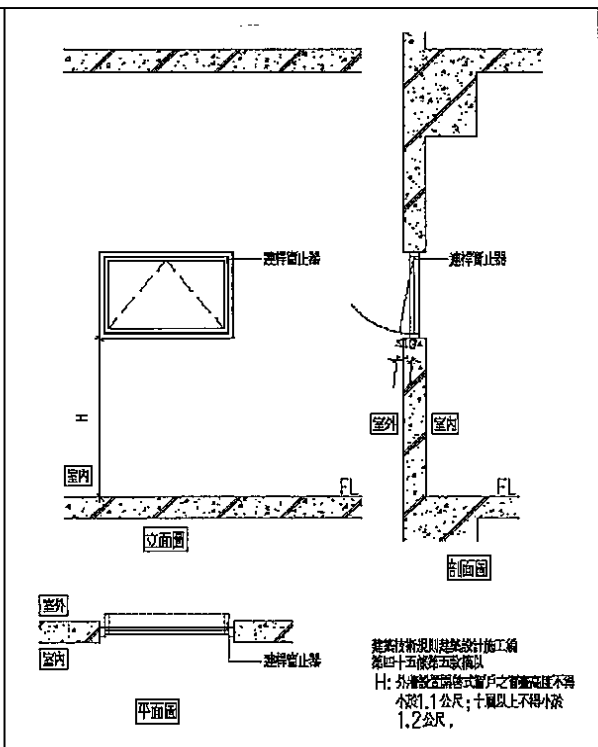 連桿管止器
連桿管止器
H
室外
室內
室內
FL
FL
立面圖
剖面圖
室外
室內
連桿管止器
平面圖
建築技術規則建築設計施工編
第四十五條第五款
H: 外牆設置開啟式窗戶之窗臺高度不得
小於1.1公尺；十層以上不得小於
1.2公尺，